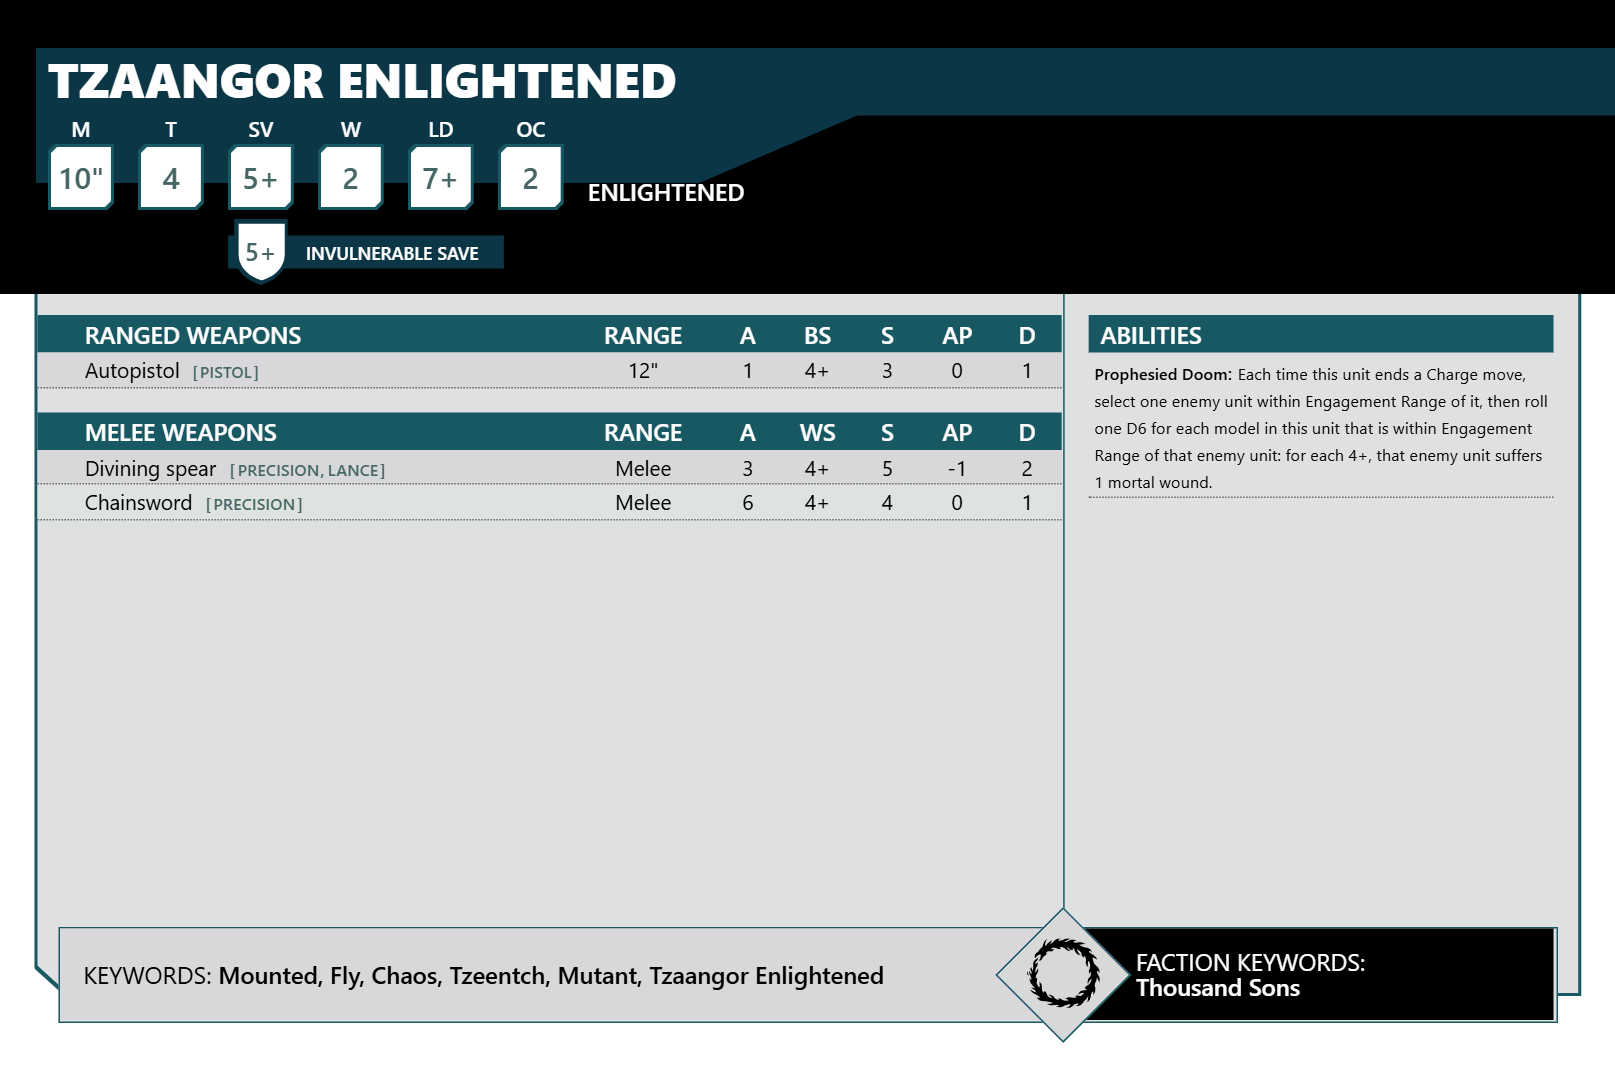 TZAANGOR ENLIGHTENED
M T SV W LD OC
10" 4 5+ 2 7+ 2
ENLIGHTENED
5+ INVULNERABLE SAVE
RANGED WEAPONS RANGE A BS S AP D
Autopistol [PISTOL] 12" 1 4+ 3 0 1
MELEE WEAPONS RANGE A WS S AP D
Divining spear [PRECISION, LANCE] Melee 3 4+ 5 -1 2
Chainsword [PRECISION] Melee 6 4+ 4 0 1
ABILITIES
Prophesied Doom: Each time this unit ends a Charge move,
select one enemy unit within Engagement Range of it, then roll
one D6 for each model in this unit that is within Engagement
Range of that enemy unit: for each 4+, that enemy unit suffers
1 mortal wound.
KEYWORDS: Mounted, Fly, Chaos, Tzeentch, Mutant, Tzaangor Enlightened
FACTION KEYWORDS:
Thousand Sons